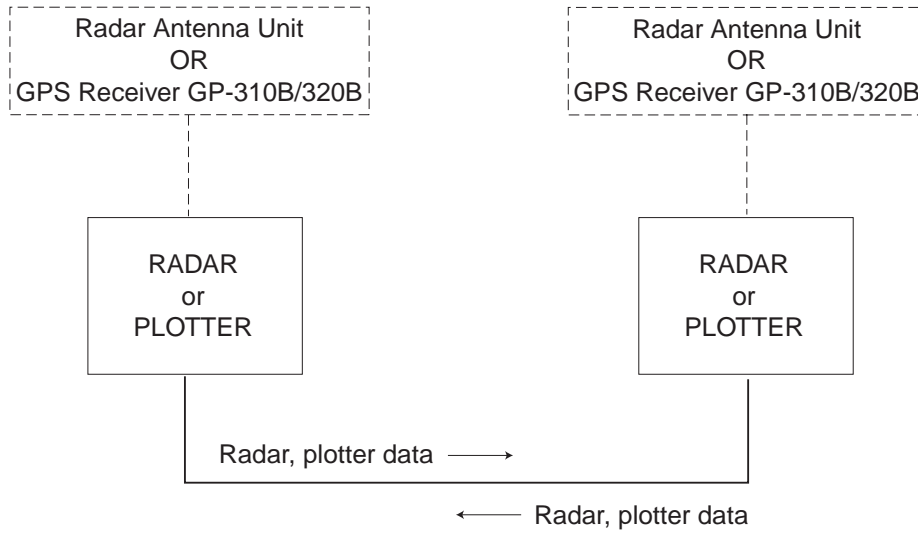 Radar Antenna Unit
OR
GPS Receiver GP-310B/320B
Radar Antenna Unit
OR
GPS Receiver GP-310B/320B
RADAR
or
PLOTTER
RADAR
or
PLOTTER
Radar, plotter data
Radar, plotter data